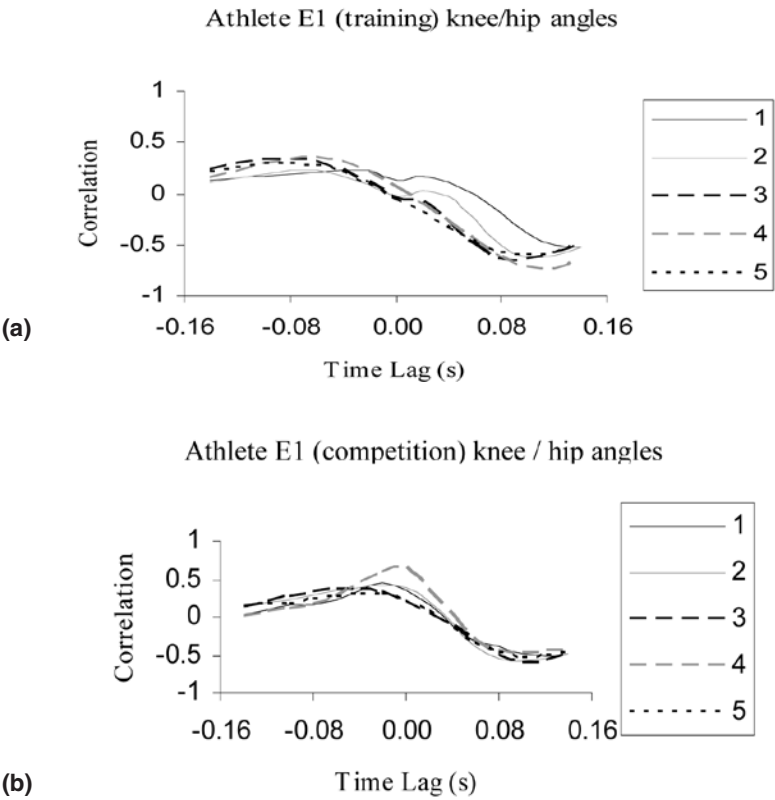 Athlete E1 (training) knee/hip angles
1
0.5
0
-0.5
-1
Correlation
-0.16 -0.08 0.00 0.08 0.16
Time Lag (s)
1
2
3
4
5
(a)
Athlete E1 (competition) knee / hip angles
1
0.5
0
-0.5
-1
Correlation
-0.16 -0.08 0.00 0.08 0.16
Time Lag (s)
1
2
3
4
5
(b)